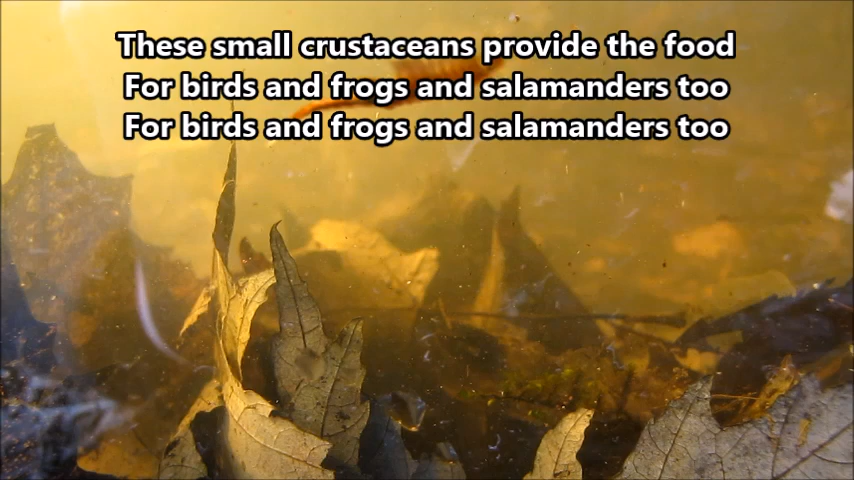 These small crustaceans provide the food
For birds and frogs and salamanders too
For birds and frogs and salamanders too